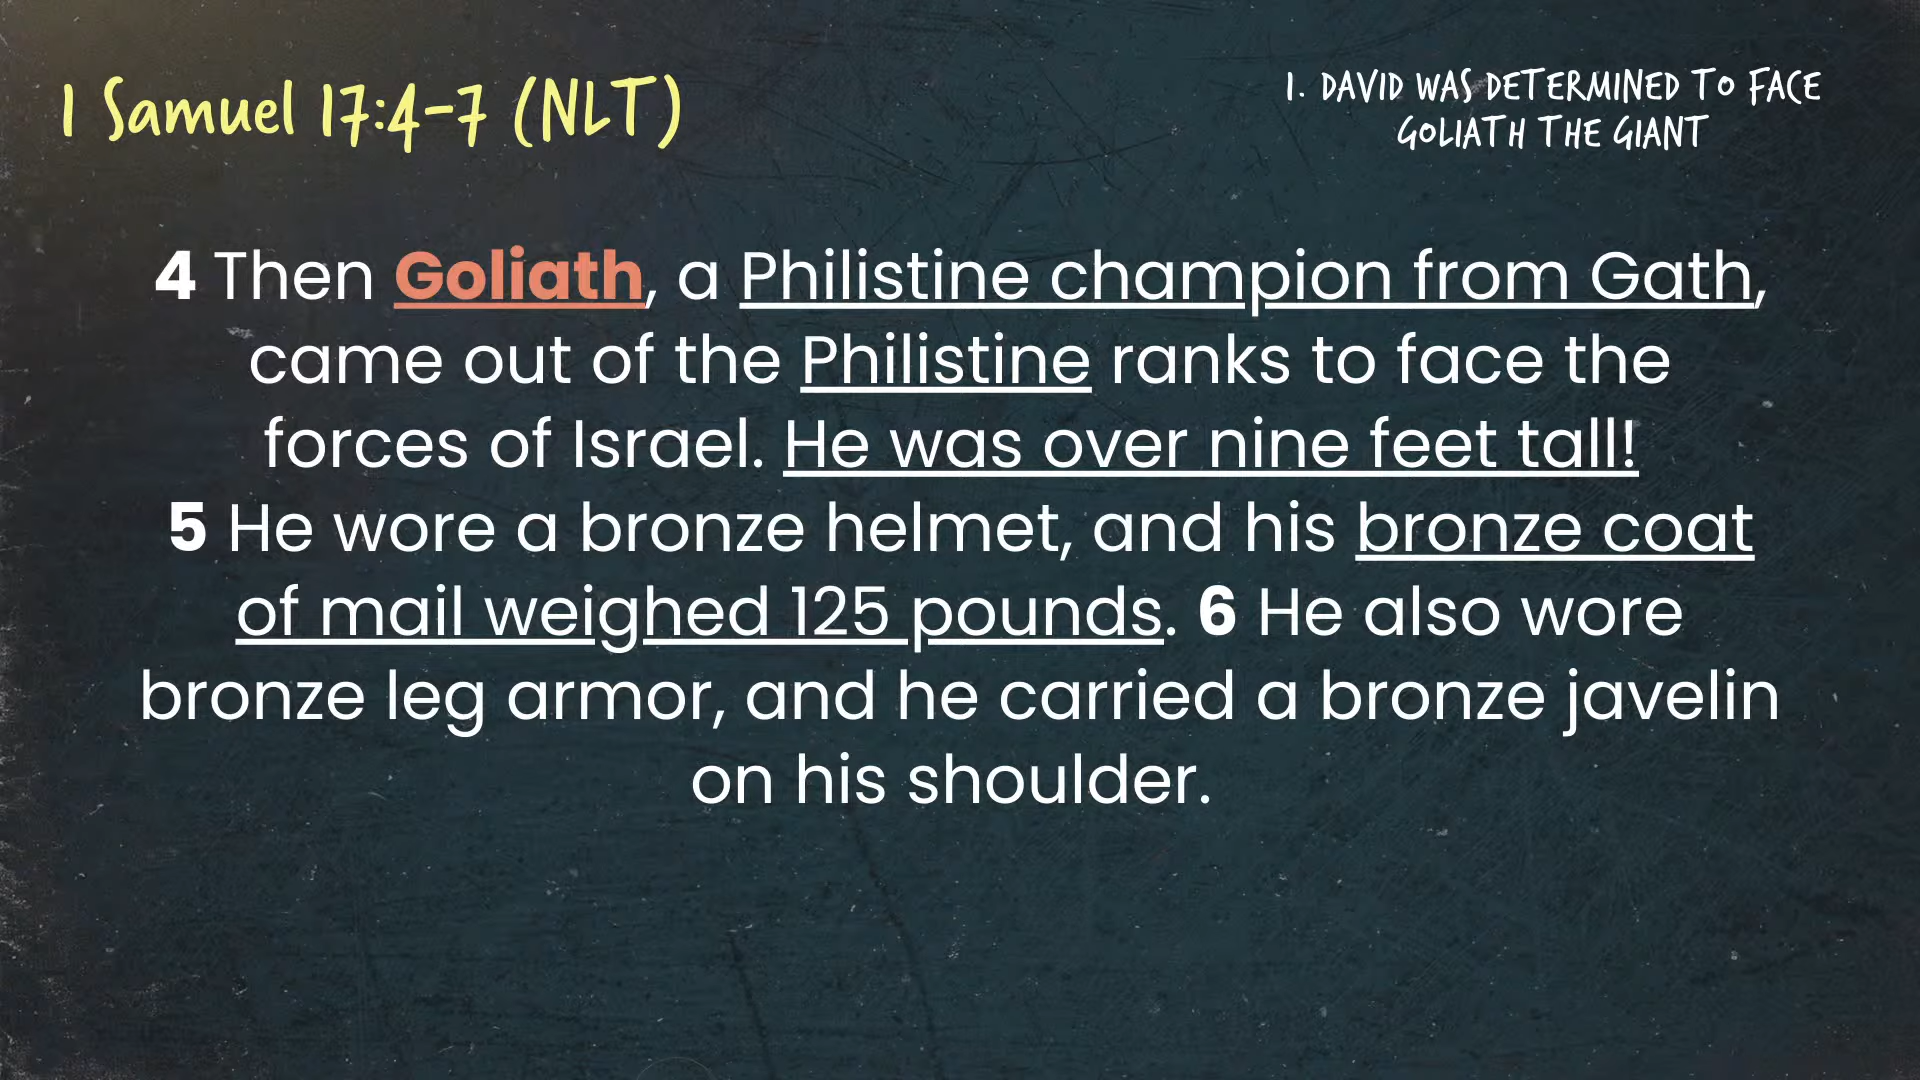 1 Samuel 17:4-7 (NLT)
1. DAVID WAS DETERMINED TO FACE
GOLIATH THE GIANT
4 Then Goliath, a Philistine champion from Gath,
came out of the Philistine ranks to face the
forces of Israel. He was over nine feet tall!
5 He wore a bronze helmet, and his bronze coat
of mail weighed 125 pounds. 6 He also wore
bronze leg armor, and he carried a bronze javelin
on his shoulder.